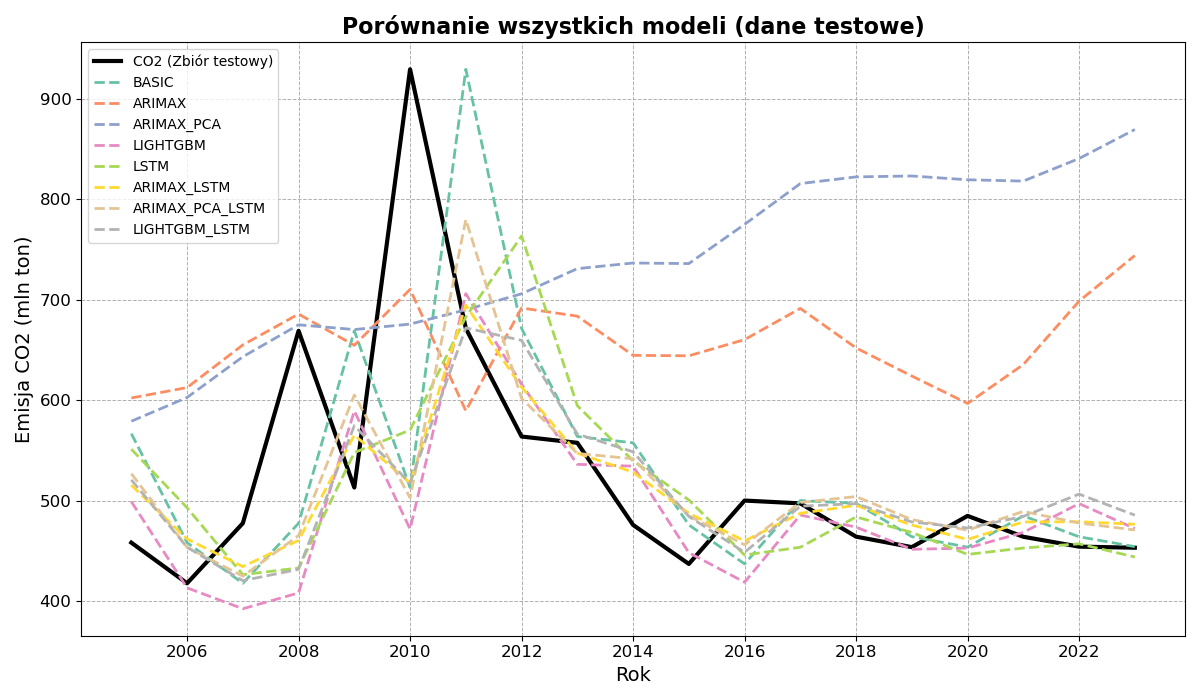 Porównanie wszystkich modeli (dane testowe)
CO2 (Zbiór testowy)
BASIC
ARIMAX
ARIMAX_PCA
LIGHTGBM
LSTM
ARIMAX_LSTM
ARIMAX_PCA_LSTM
LIGHTGBM_LSTM
Emisja CO2 (mln ton)
900
800
700
600
500
400
2006 2008 2010 2012 2014 2016 2018 2020 2022
Rok